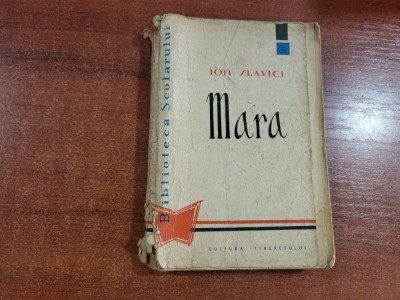 ION SLAVICI
Mara
EDITURA TINERETULUI
Biblioteca Școlarului